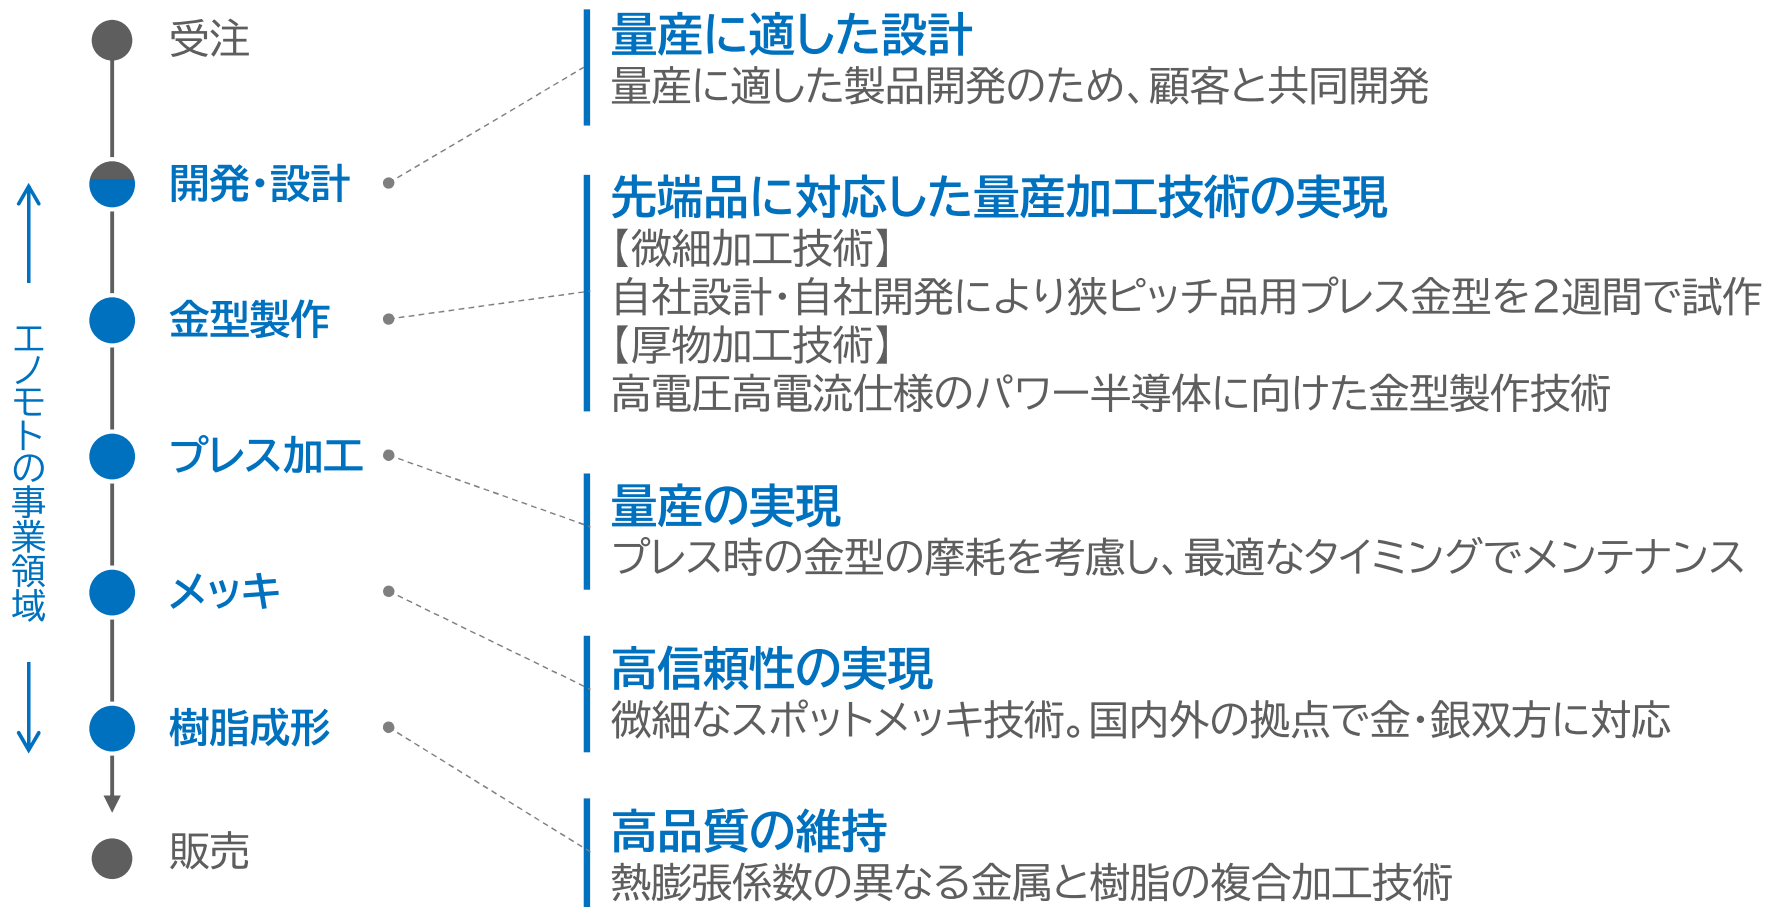 受注
開発・設計
金型製作
プレス加工
メッキ
樹脂成形
販売
エノモトの事業領域
量産に適した設計
量産に適した製品開発のため、顧客と共同開発
先端品に対応した量産加工技術の実現
【微細加工技術】
自社設計・自社開発により狭ピッチ品用プレス金型を2週間で試作
【厚物加工技術】
高電圧高電流仕様のパワー半導体に向けた金型製作技術
量産の実現
プレス時の金型の摩耗を考慮し、最適なタイミングでメンテナンス
高信頼性の実現
微細なスポットメッキ技術。国内外の拠点で金・銀双方に対応
高品質の維持
熱膨張係数の異なる金属と樹脂の複合加工技術